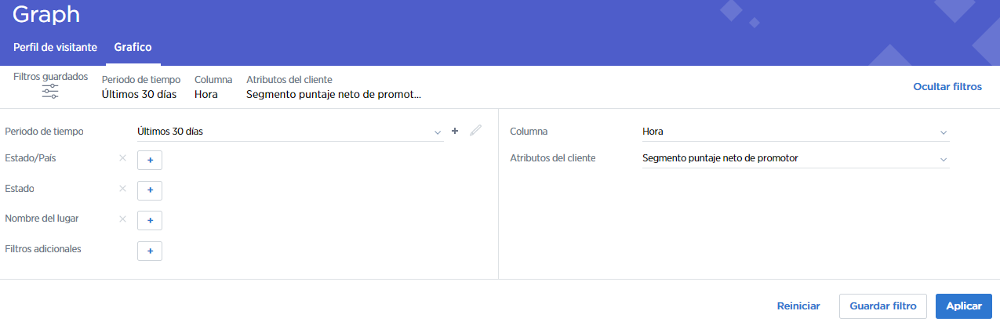 Graph
Perfil de visitante Grafico
Filtros guardados
Periodo de tiempo Columna Atributos del cliente
Últimos 30 días Hora Segmento puntaje neto de promot...
Ocultar filtros
Periodo de tiempo Últimos 30 días +
Columna Hora
Estado/País × +
Atributos del cliente Segmento puntaje neto de promotor
Estado × +
Nombre del lugar × +
Filtros adicionales +
Reiniciar Guardar filtro Aplicar